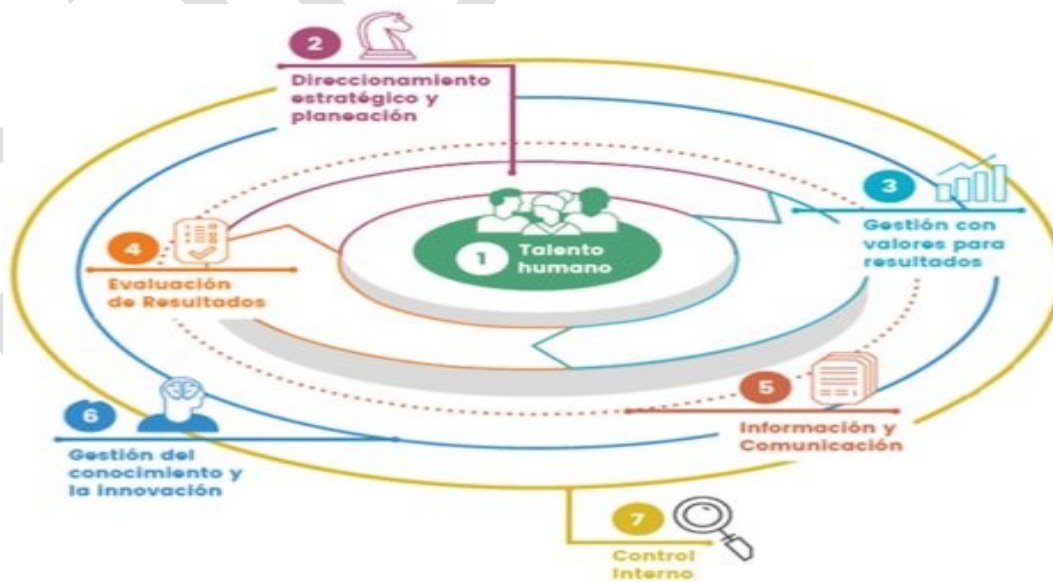 2
Direccionamiento
estratégico y
planeación
3
Gestión con
valores para
resultados
1
Talento
humano
4
Evaluación
de Resultados
5
Información y
Comunicación
6
Gestión del
conocimiento y
la innovación
7
Control
Interno